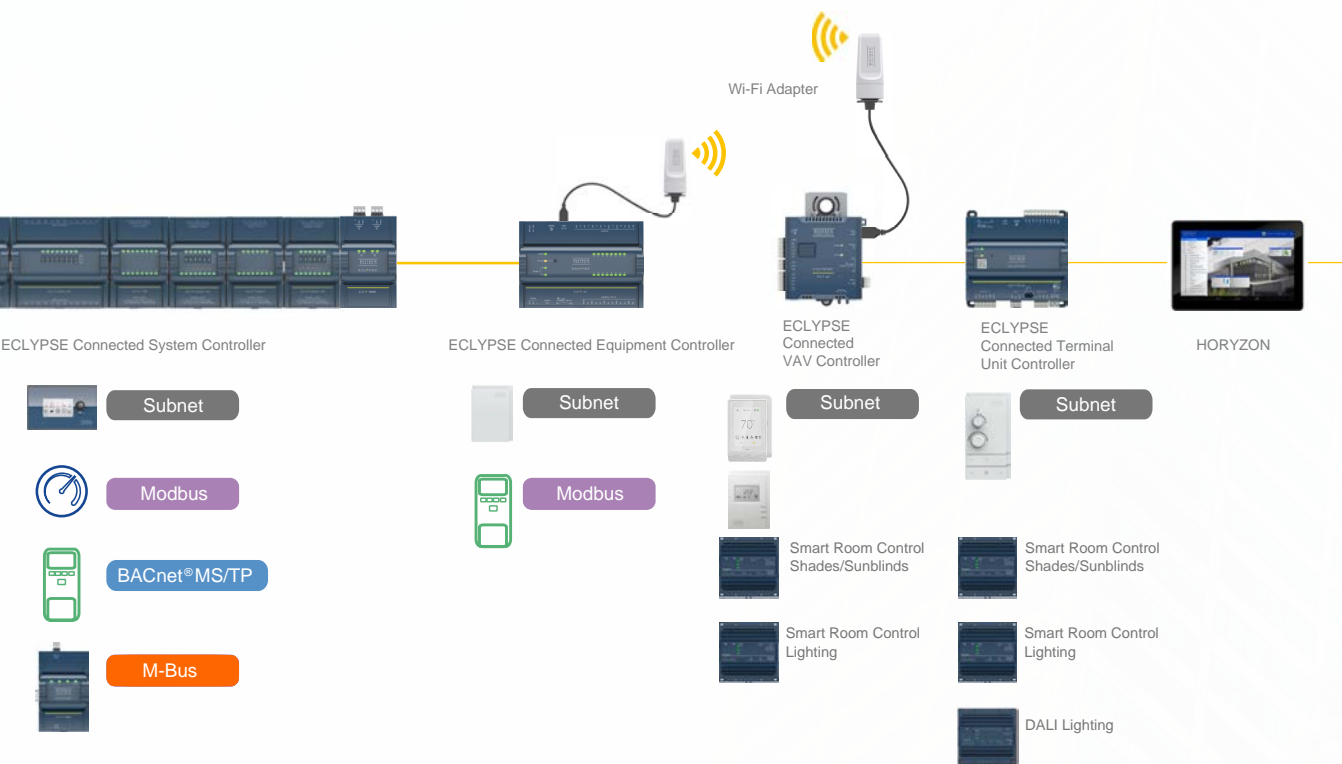 Wi-Fi Adapter
ECLYPSE Connected System Controller
ECLYPSE Connected Equipment Controller
ECLYPSE
Connected
VAV Controller
ECLYPSE
Connected Terminal
Unit Controller
HORYZON
Subnet
Subnet
Subnet
Subnet
Modbus
Modbus
BACnet® MS/TP
M-Bus
Smart Room Control
Shades/Sunblinds
Smart Room Control
Shades/Sunblinds
Smart Room Control
Lighting
Smart Room Control
Lighting
DALI Lighting